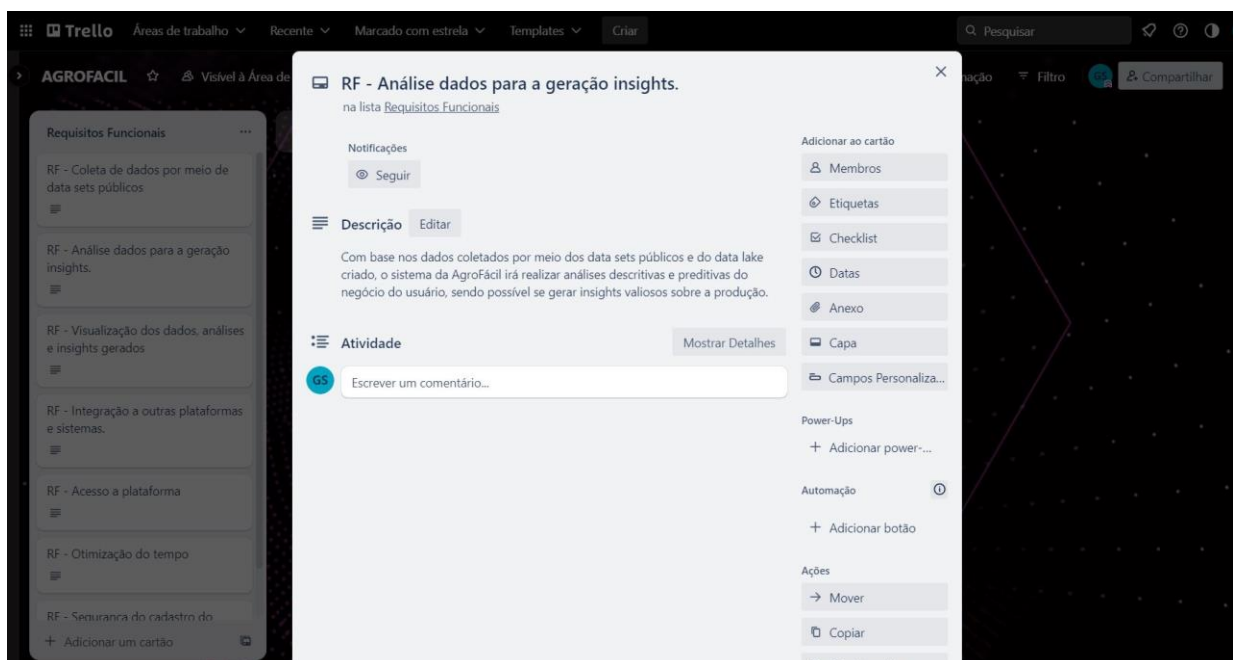 Trello Áreas de trabalho Recente Marcado com estrela Templates Criar Pesquisar
AGROFACIL Visível à Área de
nação Filtro GS Compartilhar
Requisitos Funcionais
RF - Coleta de dados por meio de
data sets públicos
RF - Análise dados para a geração
insights.
RF - Visualização dos dados, análises
e insights gerados
RF - Integração a outras plataformas
e sistemas.
RF - Acesso a plataforma
RF - Otimização do tempo
RF - Segurança do cadastro do
+ Adicionar um cartão
RF - Análise dados para a geração insights.
na lista Requisitos Funcionais
Notificações
Seguir
Descrição Editar
Com base nos dados coletados por meio dos data sets públicos e do data lake
criado, o sistema da AgroFácil irá realizar análises descritivas e preditivas do
negócio do usuário, sendo possível se gerar insights valiosos sobre a produção.
Atividade Mostrar Detalhes
GS Escrever um comentário...
Adicionar ao cartão
Membros
Etiquetas
Checklist
Datas
Anexo
Capa
Campos Personaliza...
Power-Ups
+ Adicionar power-...
Automação
+ Adicionar botão
Ações
Mover
Copiar